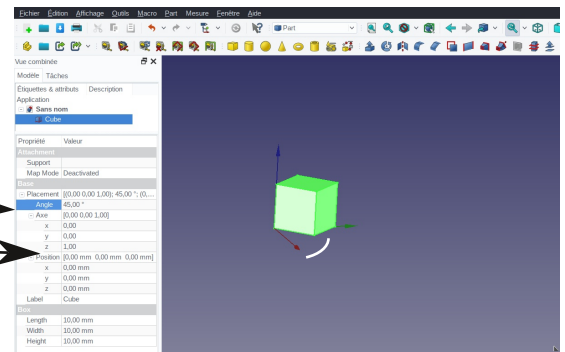 Fichier Édition Affichage Outils Macro Part Mesure Fenêtre Aide
Part
Vue combinée
Modèle Tâches
Étiquettes & attributs Description
Application
Sans nom
Cube
Propriété Valeur
Attachment
Support
Map Mode Deactivated
Base
Placement [(0,00 0,00 1,00); 45,00 °; (0,...
Angle 45,00 °
Axe [0,00 0,00 1,00]
x 0,00
y 0,00
z 1,00
Position [0,00 mm 0,00 mm 0,00 mm]
x 0,00 mm
y 0,00 mm
z 0,00 mm
Label Cube
Box
Length 10,00 mm
Width 10,00 mm
Height 10,00 mm